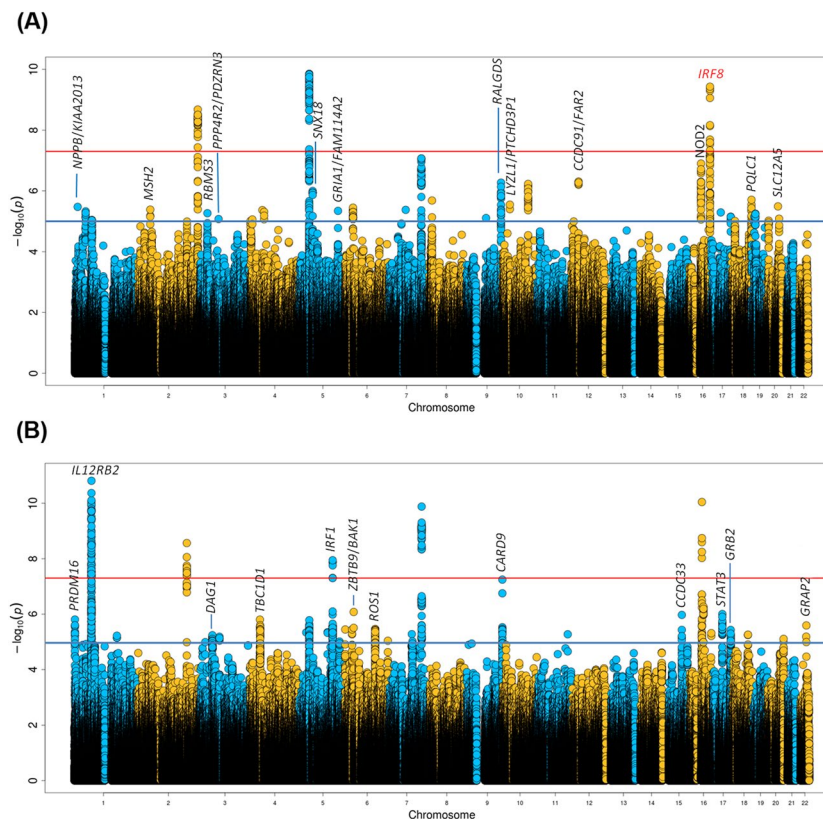 (A)
NPPB/KIAA2013
MSH2
RBMS3
PPP4R2/PDZRN3
SNX18
GRIA1/FAM114A2
RALGDS
LYZL1/PTCHD3P1
CCDC91/FAR2
NOD2
IRF8
PQLC1
SLC12A5
−log10(p)
10
8
6
4
2
0
1 2 3 4 5 6 7 8 9 10 11 12 13 14 15 16 17 18 19 20 21 22
Chromosome
(B)
PRDM16
IL12RB2
DAG1
TBC1D1
IRF1
ZBTB9/BAK1
ROS1
CARD9
CCDC33
STAT3
GRB2
GRAP2
−log10(p)
10
8
6
4
2
0
1 2 3 4 5 6 7 8 9 10 11 12 13 14 15 16 17 18 19 20 21 22
Chromosome